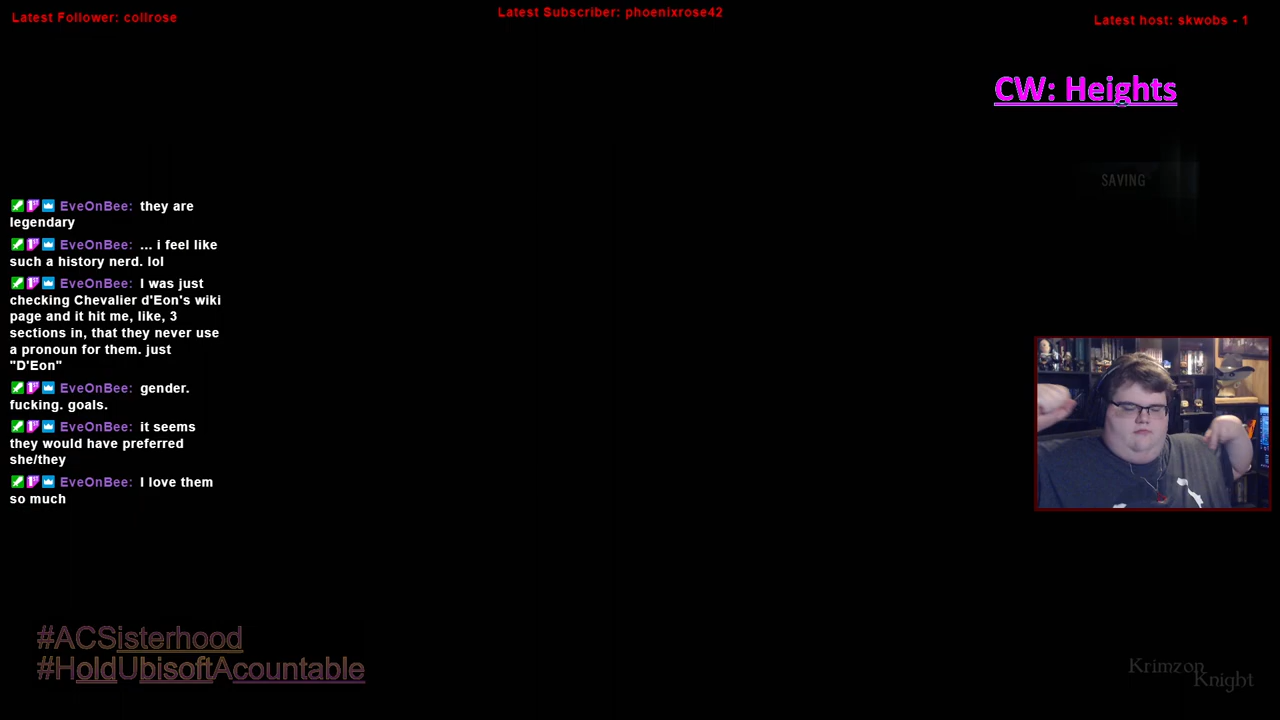 Latest Follower: collrose
Latest Subscriber: phoenixrose42
Latest host: skwobs - 1
CW: Heights
SAVING
EveOnBee: they are
legendary
EveOnBee: ... i feel like
such a history nerd. lol
EveOnBee: I was just
checking Chevalier d'Eon's wiki
page and it hit me, like, 3
sections in, that they never use
a pronoun for them. just
"D'Eon"
EveOnBee: gender.
fucking. goals.
EveOnBee: it seems
they would have preferred
she/they
EveOnBee: I love them
so much
#ACSisterhood
#HoldUbisoftAcountable
Krimzon
Knight